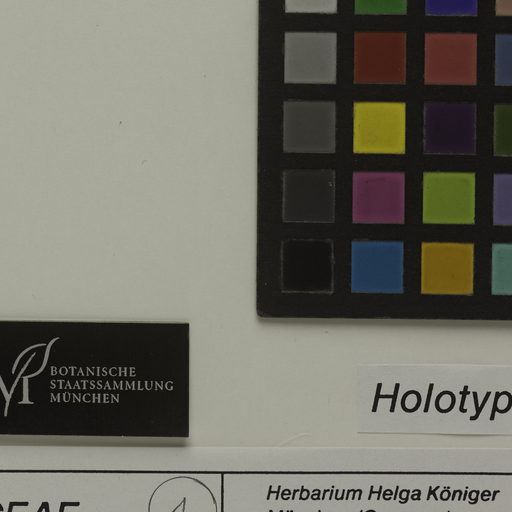 BOTANISCHE
STAATSSAMMLUNG
MÜNCHEN
Holotyp
Herbarium Helga Königer